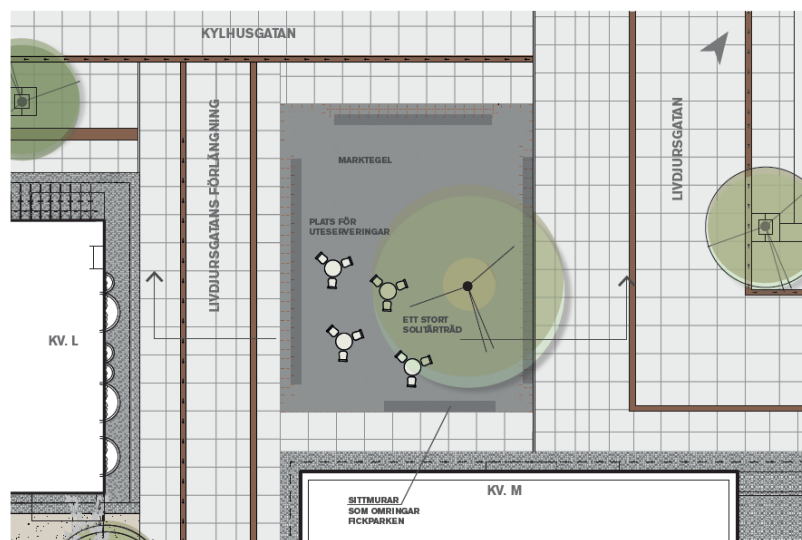 KYLHUSGATAN
LIVDJURSGATANS FÖRLÄNGNING
LIVDJURSGATAN
MARKTEGEL
PLATS FÖR
UTESERVERINGAR
ETT STORT
SOLITÄRTRÄD
KV. L
KV. M
SITTMURAR
SOM OMRINGAR
FICKPARKEN